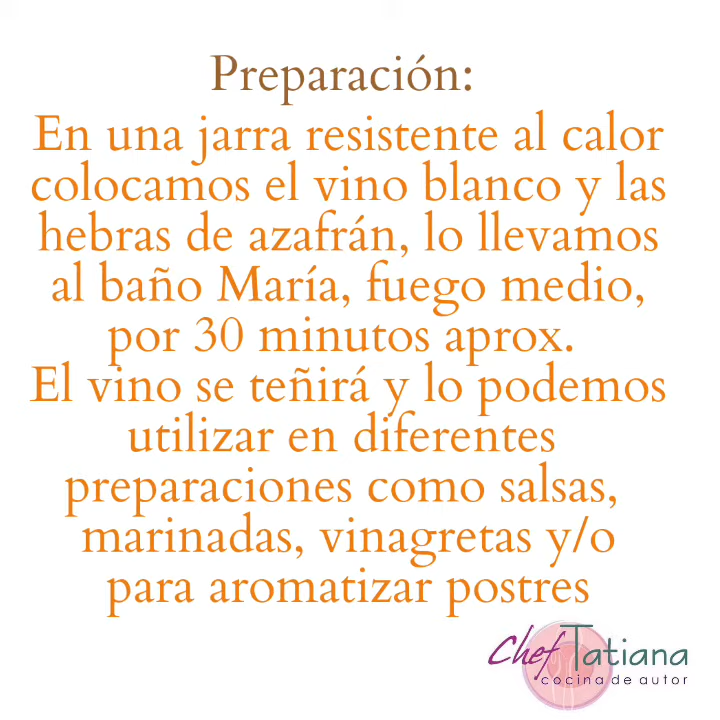 Preparación:
En una jarra resistente al calor
colocamos el vino blanco y las
hebras de azafrán, lo llevamos
al baño María, fuego medio,
por 30 minutos aprox.
El vino se teñirá y lo podemos
utilizar en diferentes
preparaciones como salsas,
marinadas, vinagretas y/o
para aromatizar postres
Chef Tatiana
cocina de autor